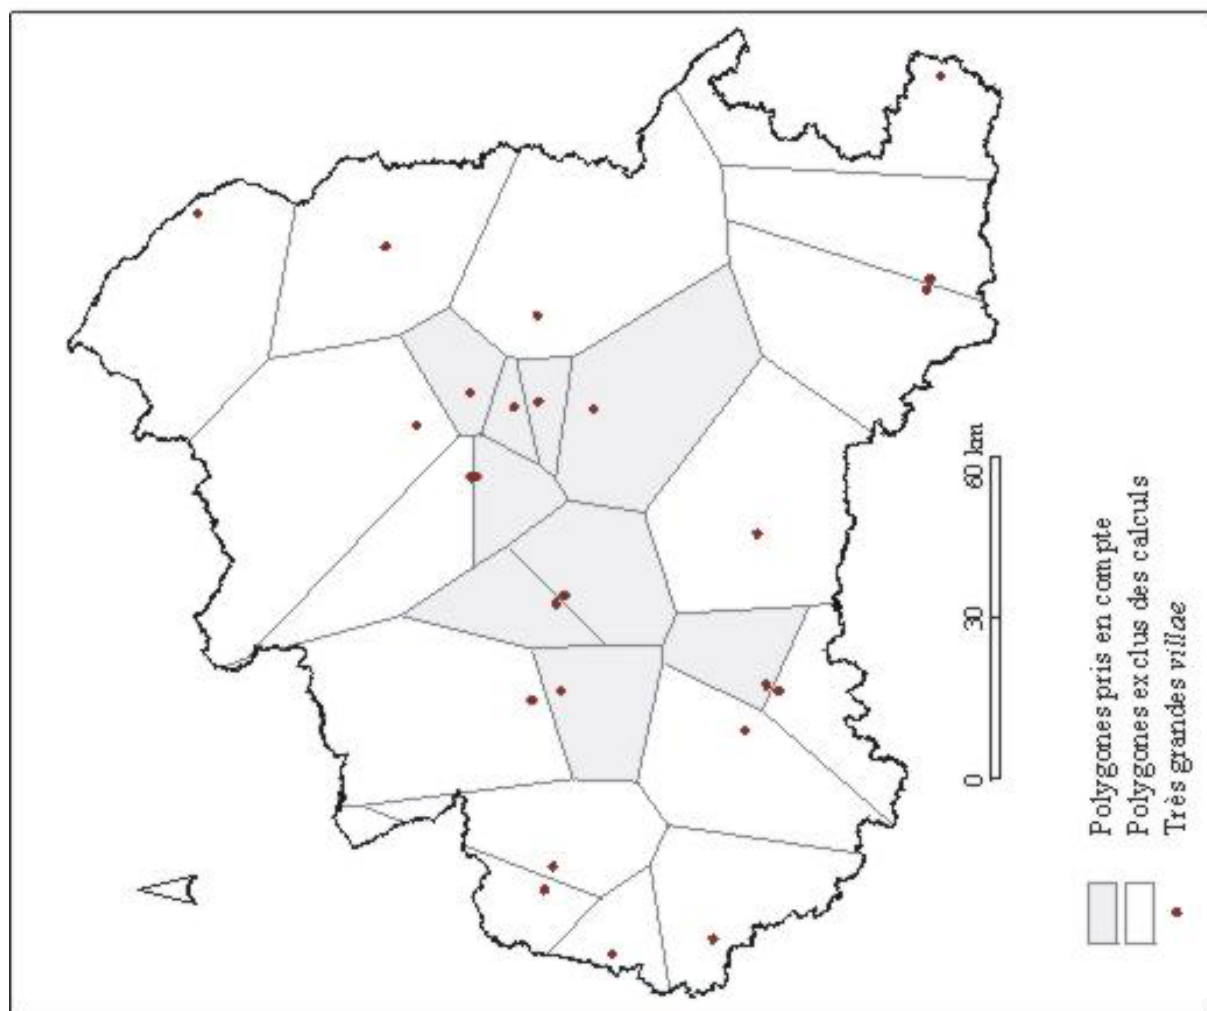 0 30 60 km
Polygones pris en compte
Polygones exclus des calculs
Très grandes villae